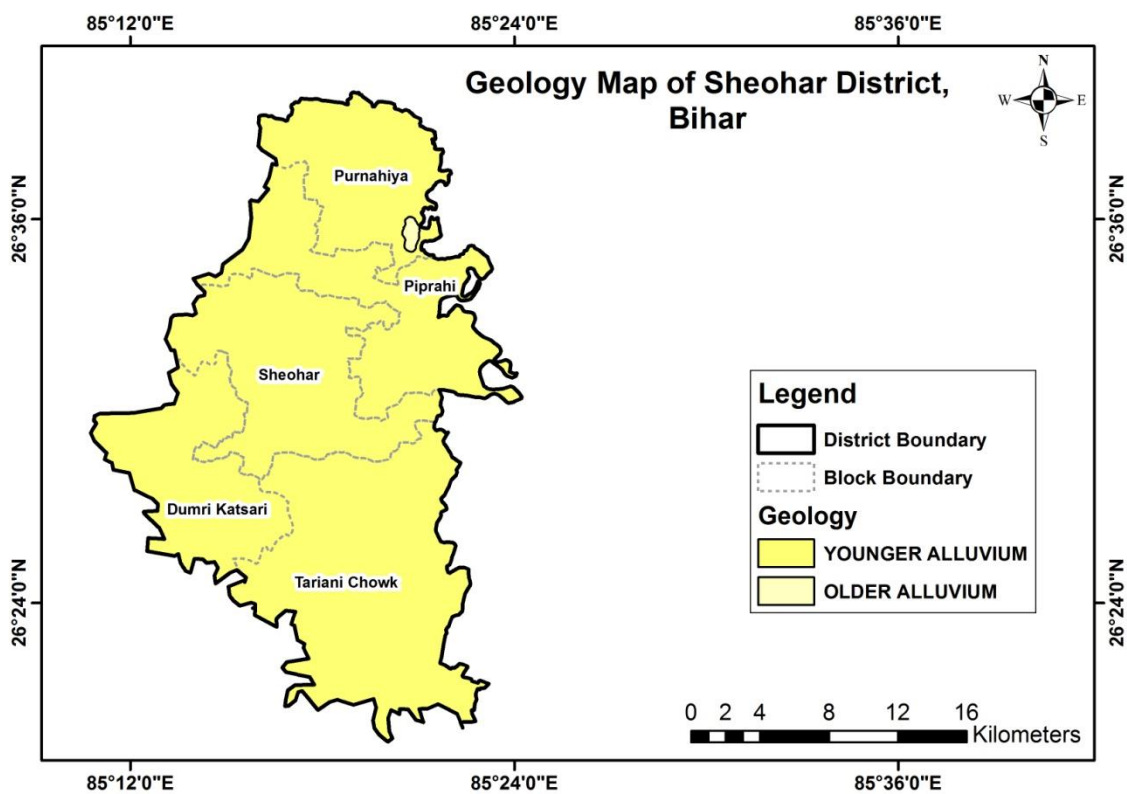 85°12'0"E 85°24'0"E 85°36'0"E
Geology Map of Sheohar District,
Bihar
N
W E
S
Purnahiya
26°36'0"N 26°36'0"N
Piprahi
Sheohar
Legend
District Boundary
Block Boundary
Geology
YOUNGER ALLUVIUM
OLDER ALLUVIUM
Dumri Katsari
Tariani Chowk
26°24'0"N 26°24'0"N
0 2 4 8 12 16
Kilometers
85°12'0"E 85°24'0"E 85°36'0"E